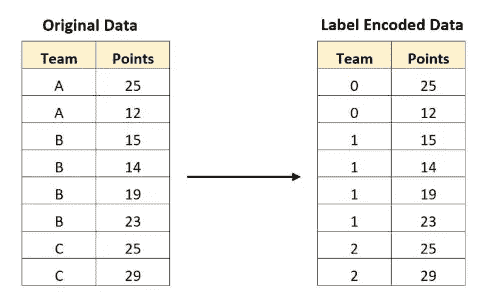 Original Data Label Encoded Data
Team Points Team Points
A 25 0 25
A 12 0 12
B 15 1 15
B 14 1 14
B 19 1 19
B 23 1 23
C 25 2 25
C 29 2 29